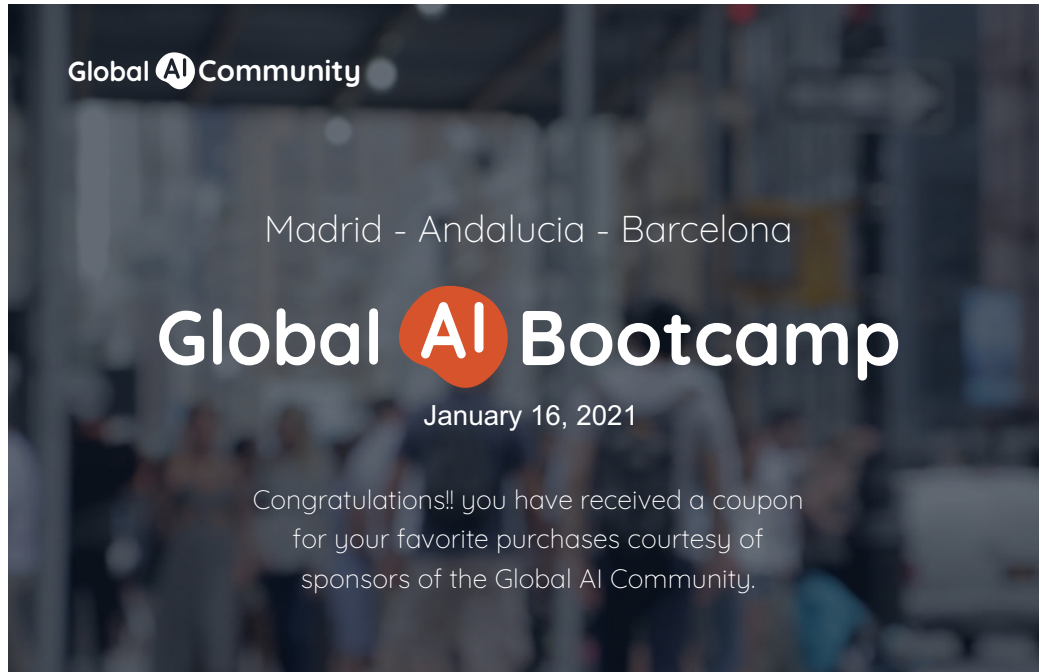 Global AI Community
Madrid - Andalucia - Barcelona
Global AI Bootcamp
January 16, 2021
Congratulations!! you have received a coupon
for your favorite purchases courtesy of
sponsors of the Global AI Community.